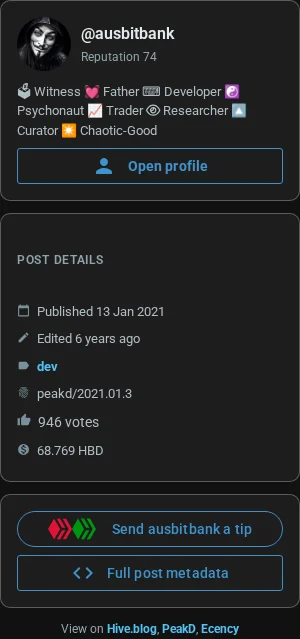 @ausbitbank
Reputation 74
🗳 Witness 💓 Father ⌨ Developer ☯
Psychonaut 📈 Trader 👁 Researcher 🔼
Curator ✴ Chaotic-Good
Open profile
POST DETAILS
Published 13 Jan 2021
Edited 6 years ago
dev
peakd/2021.01.3
946 votes
68.769 HBD
Send ausbitbank a tip
Full post metadata
View on Hive.blog, PeakD, Ecency